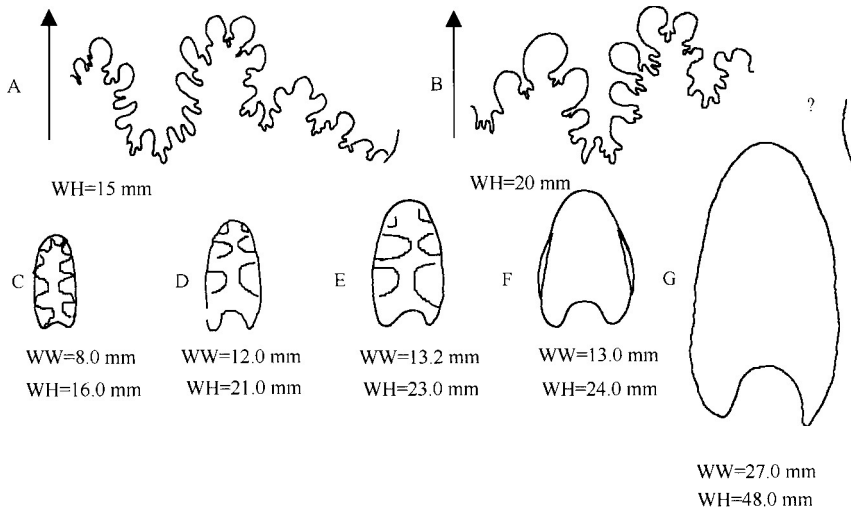 A
B
?
WH=15 mm
WH=20 mm
C
D
E
F
G
WW=8.0 mm
WH=16.0 mm
WW=12.0 mm
WH=21.0 mm
WW=13.2 mm
WH=23.0 mm
WW=13.0 mm
WH=24.0 mm
WW=27.0 mm
WH=48.0 mm